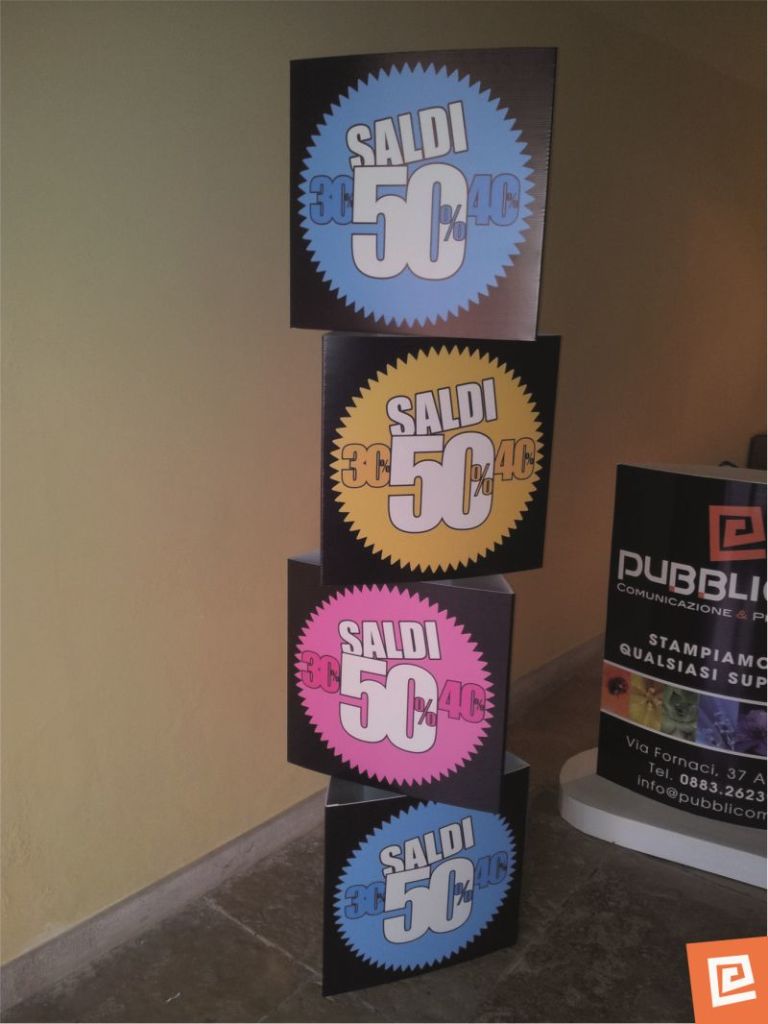 SALDI
30% 50% 40%
SALDI
30% 50% 40%
SALDI
30% 50% 40%
SALDI
30% 50% 40
PUBBLIC
COMUNICAZIONE & P
STAMPIAMO
QUALSIASI SUP
Via Fornaci, 37 A
Tel. 0883.2623
info@pubblicom